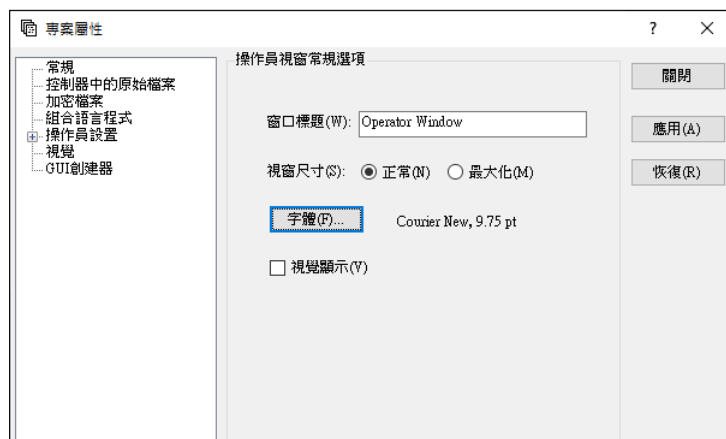 專案屬性
?
常規
控制器中的原始檔案
加密檔案
組合語言程式
操作員設置
視覺
GUI創建器
操作員視窗常規選項
窗口標題(W): Operator Window
視窗尺寸(S): 正常(N) 最大化(M)
字體(F)... Courier New, 9.75 pt
視覺顯示(V)
關閉
應用(A)
恢復(R)